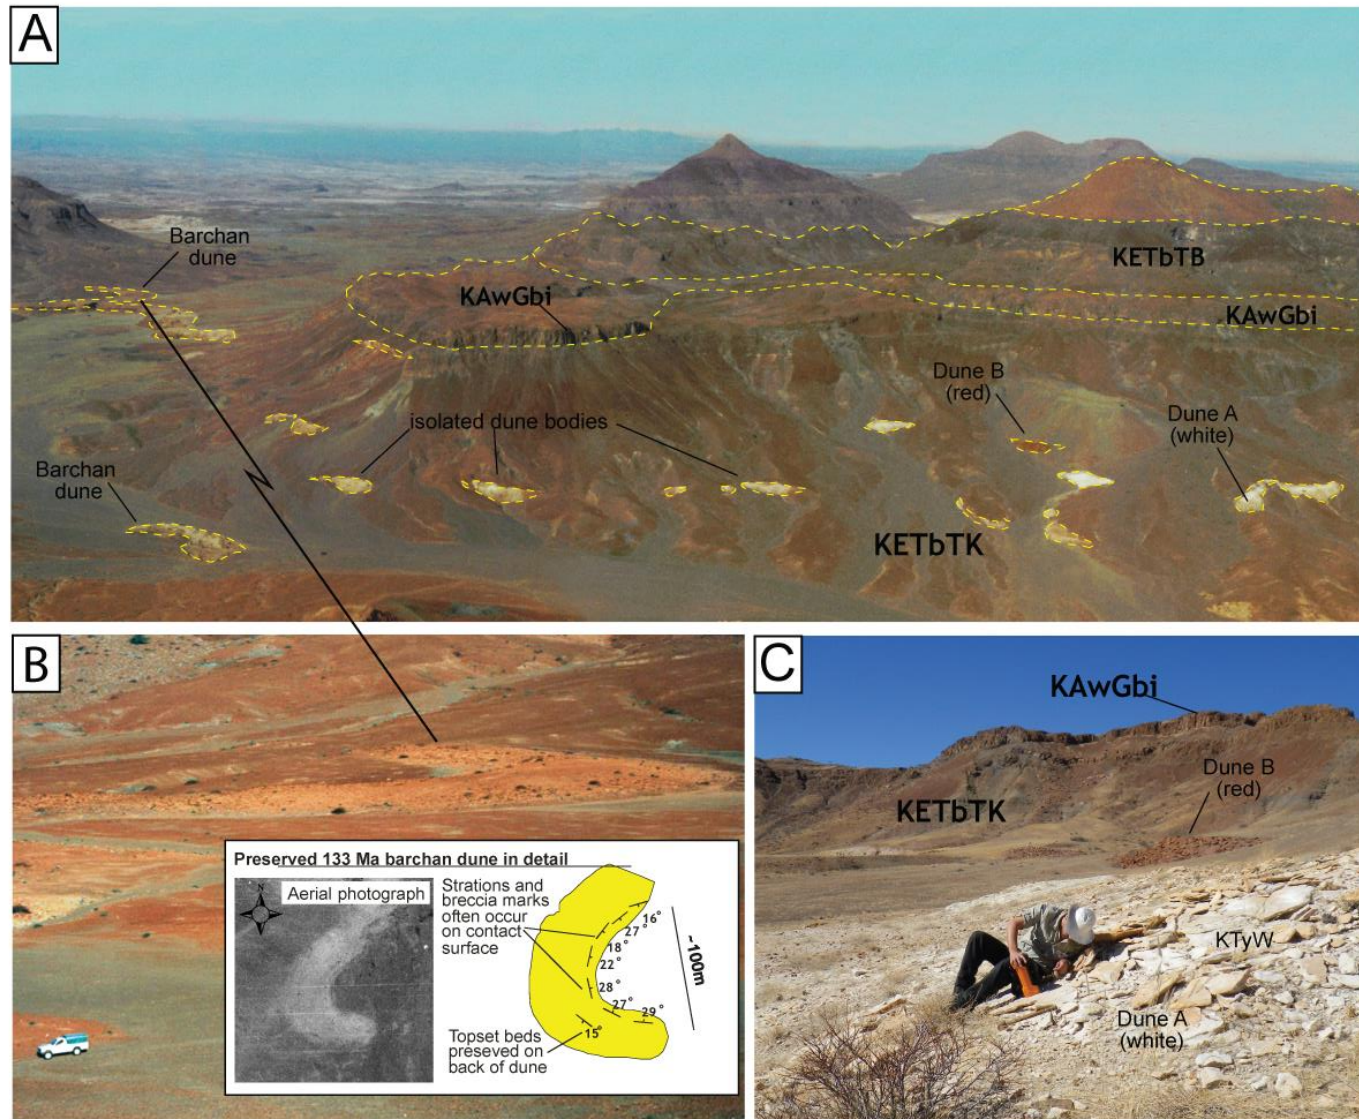 A
Barchan
dune
KAwGbi
KETbTB
KAwGbi
Dune B
(red)
Dune A
(white)
isolated dune bodies
Barchan
dune
KETbTK
B
Preserved 133 Ma barchan dune in detail
Aerial photograph
N
Strations and
breccia marks
often occur
on contact
surface
16°
27°
18°
22°
28°
27°
29°
15°
~100m
Topset beds
preseved on
back of dune
C
KAwGbi
Dune B
(red)
KETbTK
KTyW
Dune A
(white)